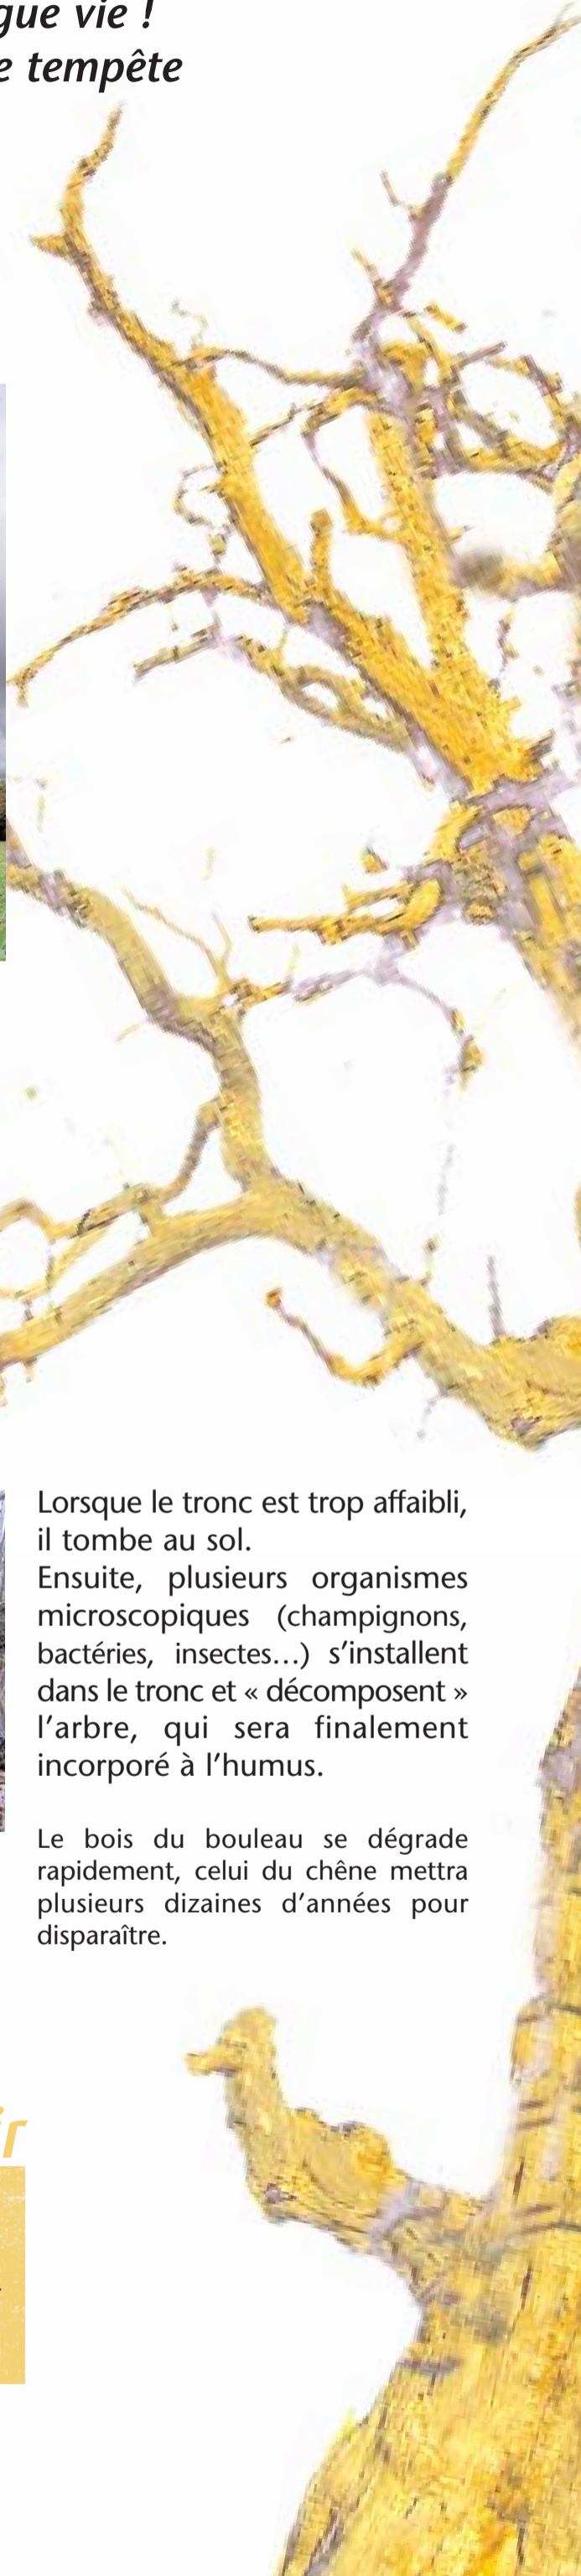 gue vie !
e tempête
Lorsque le tronc est trop affaibli,
il tombe au sol.
Ensuite, plusieurs organismes
microscopiques (champignons,
bactéries, insectes…) s’installent
dans le tronc et « décomposent »
l’arbre, qui sera finalement
incorporé à l’humus.
Le bois du bouleau se dégrade
rapidement, celui du chêne mettra
plusieurs dizaines d’années pour
disparaître.
ir